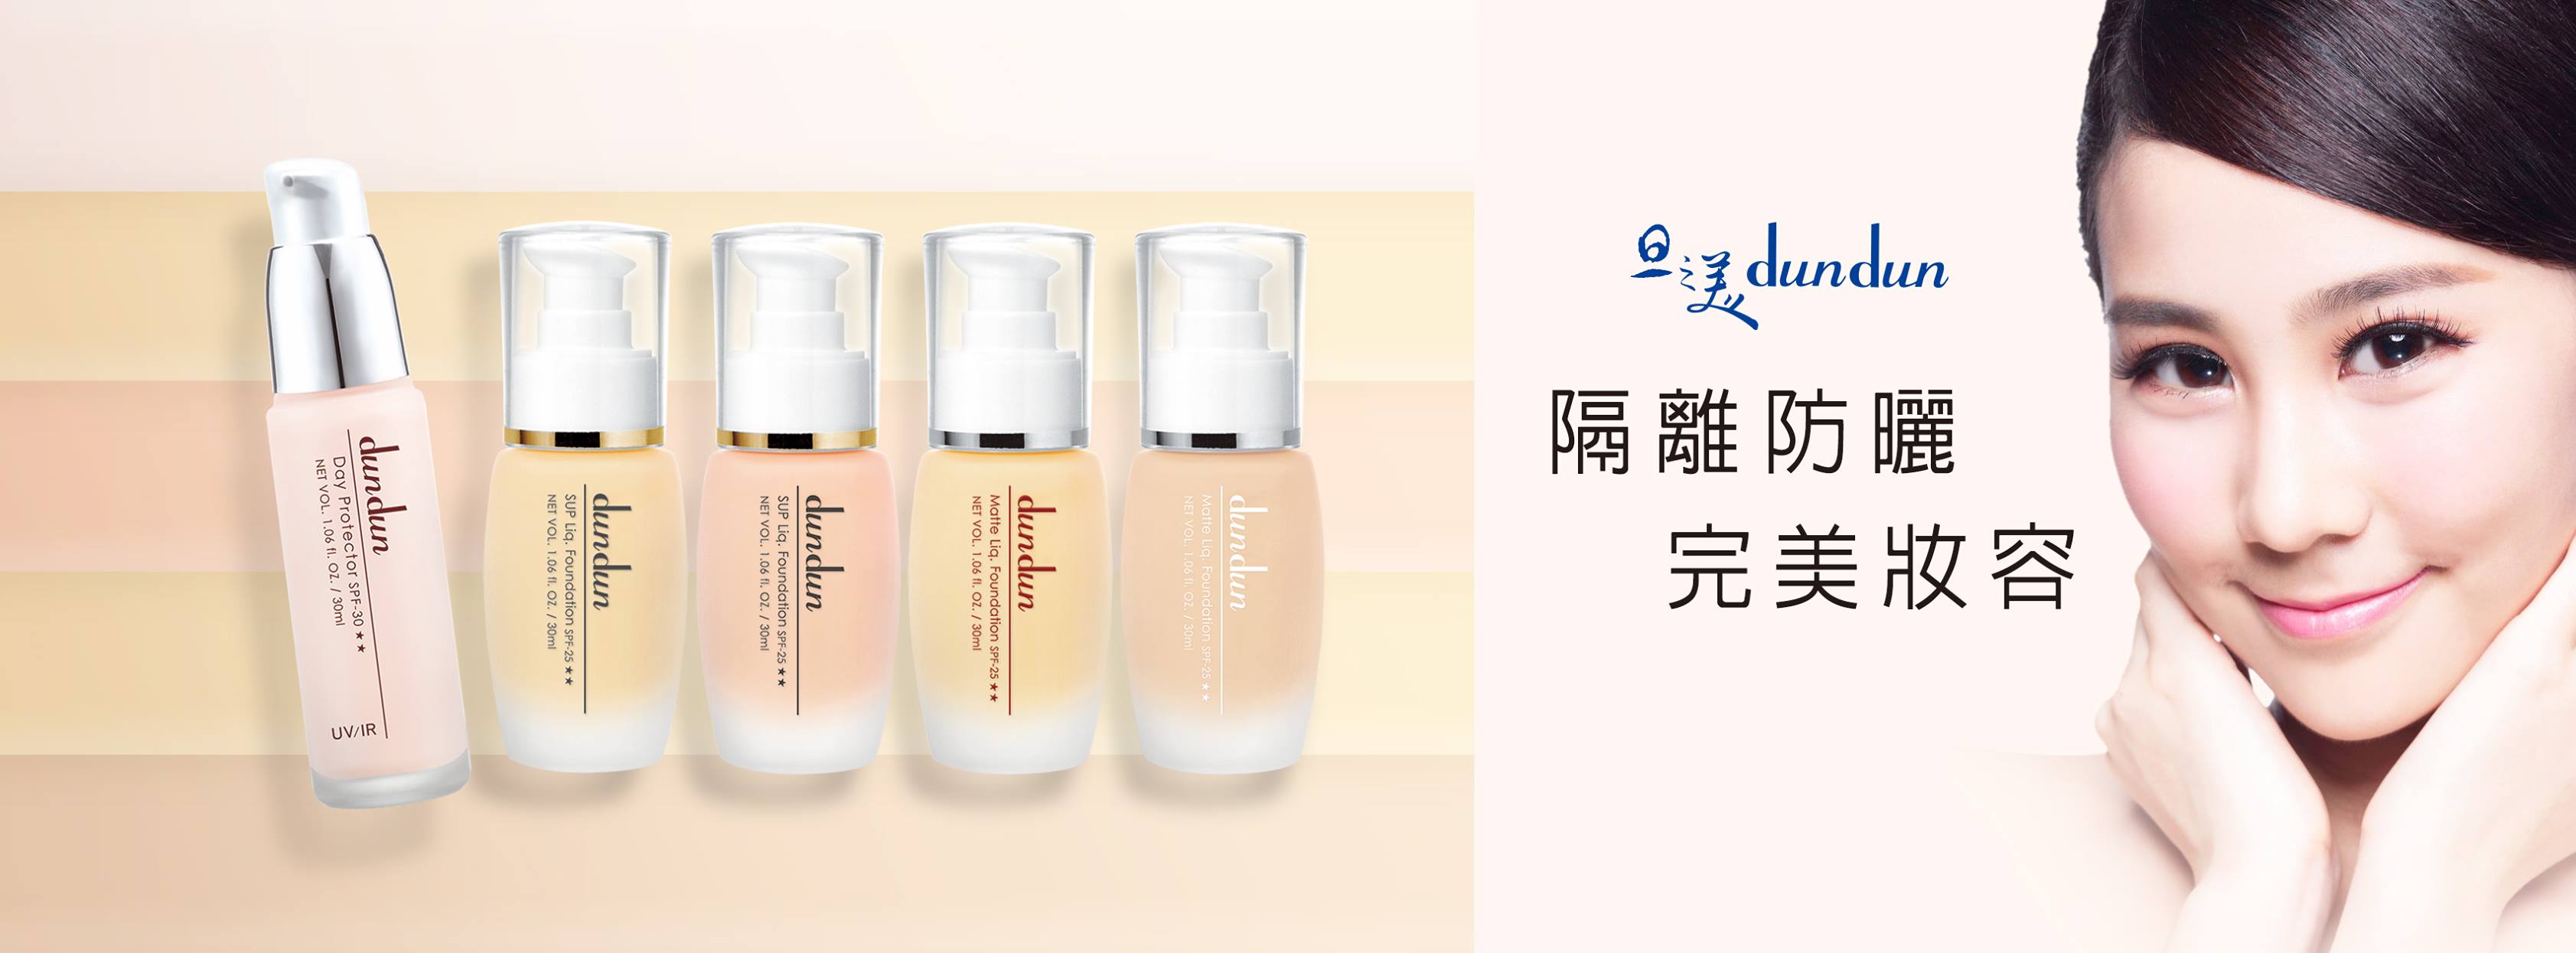 dundun
Day Protector SPF-30 ★★
NET VOL. 1.06 fl. OZ. / 30ml
UV/IR
dundun
SUP Liq. Foundation SPF-25 ★★
NET VOL. 1.06 fl. OZ. / 30ml
dundun
SUP Liq. Foundation SPF-25 ★★
NET VOL. 1.06 fl. OZ. / 30ml
dundun
Matte Liq. Foundation SPF-25 ★★
NET VOL. 1.06 fl. OZ. / 30ml
dundun
Matte Liq. Foundation SPF-25 ★★
NET VOL. 1.06 fl. OZ. / 30ml
旦之美 dundun
隔離防曬
完美妝容